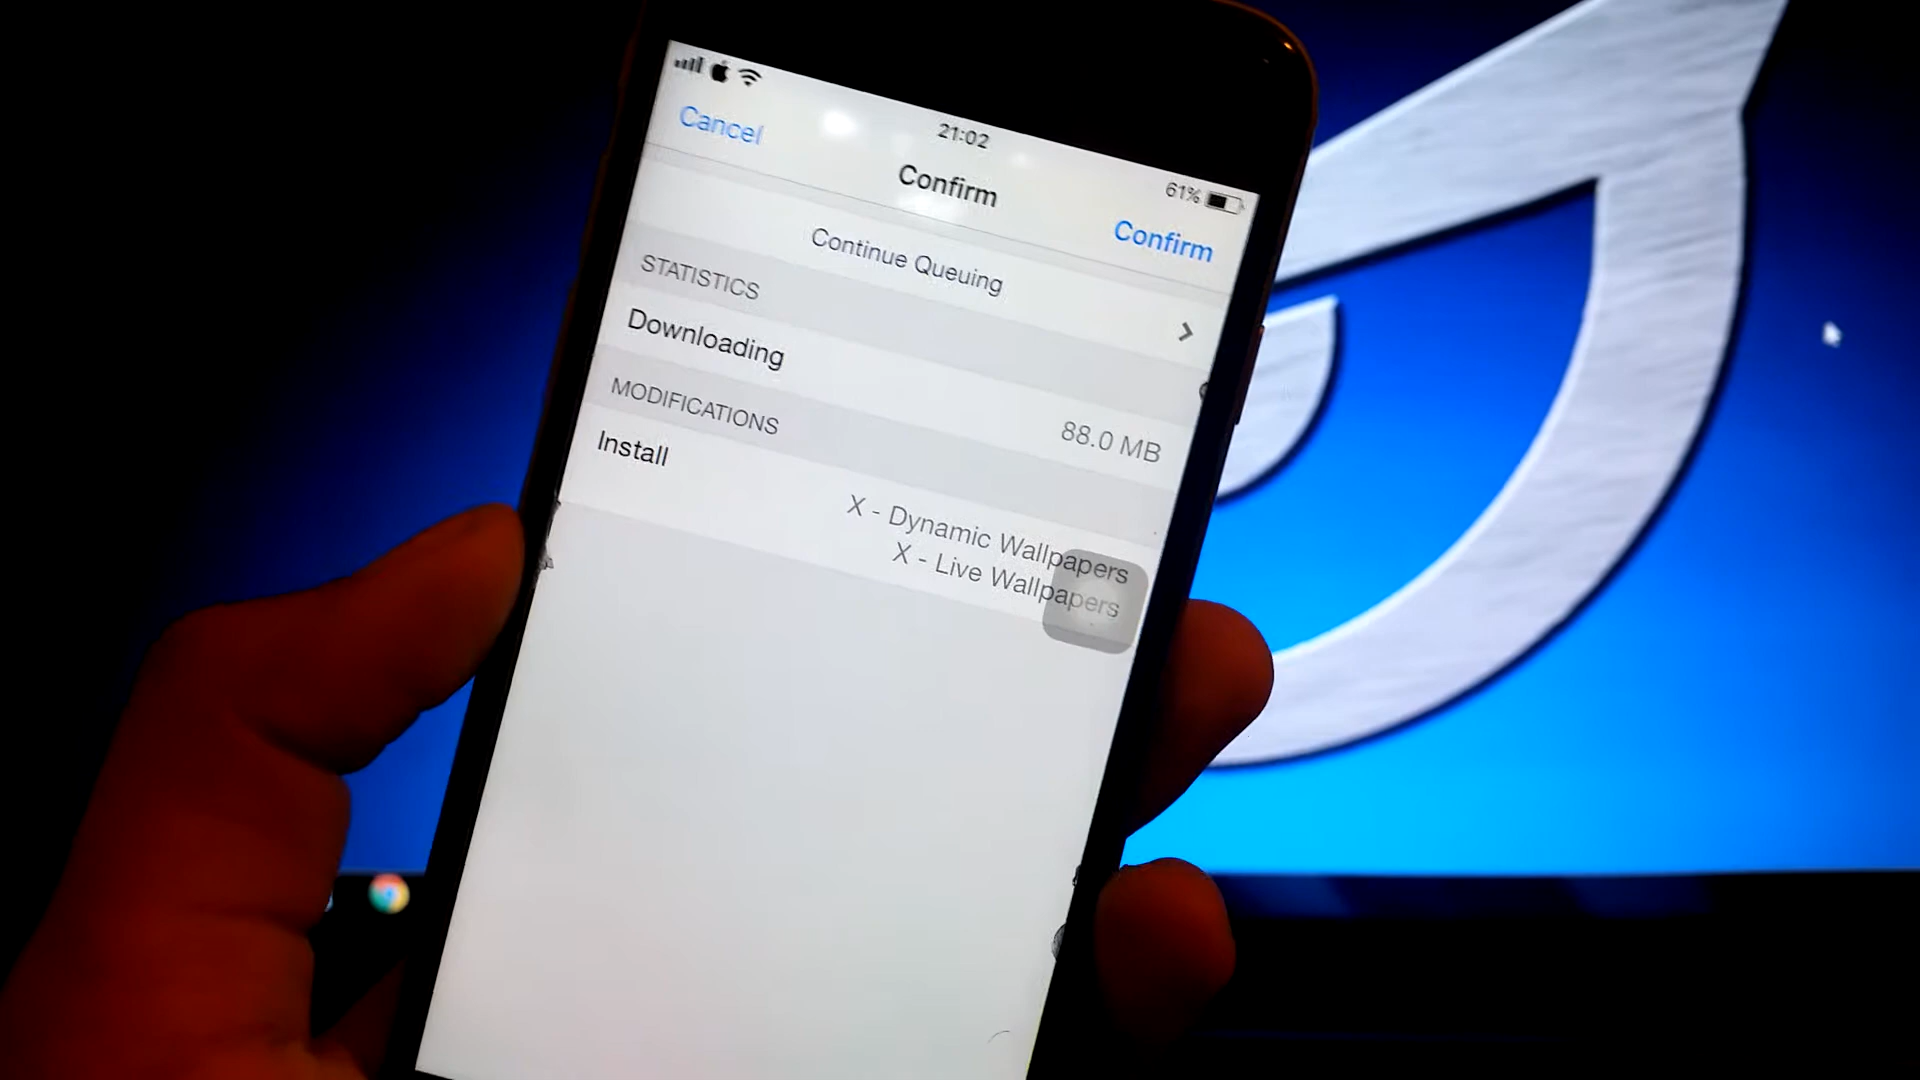 21:02
61%
Cancel
Confirm
Confirm
Continue Queuing
STATISTICS
Downloading
88.0 MB
MODIFICATIONS
Install
X - Dynamic Wallpapers
X - Live Wallpapers